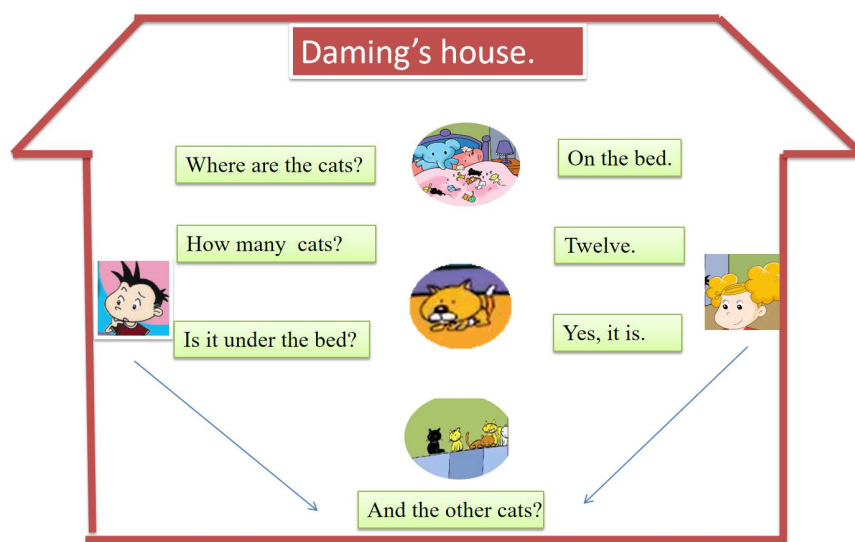 Daming’s house.
Where are the cats?
On the bed.
How many cats?
Twelve.
Is it under the bed?
Yes, it is.
And the other cats?